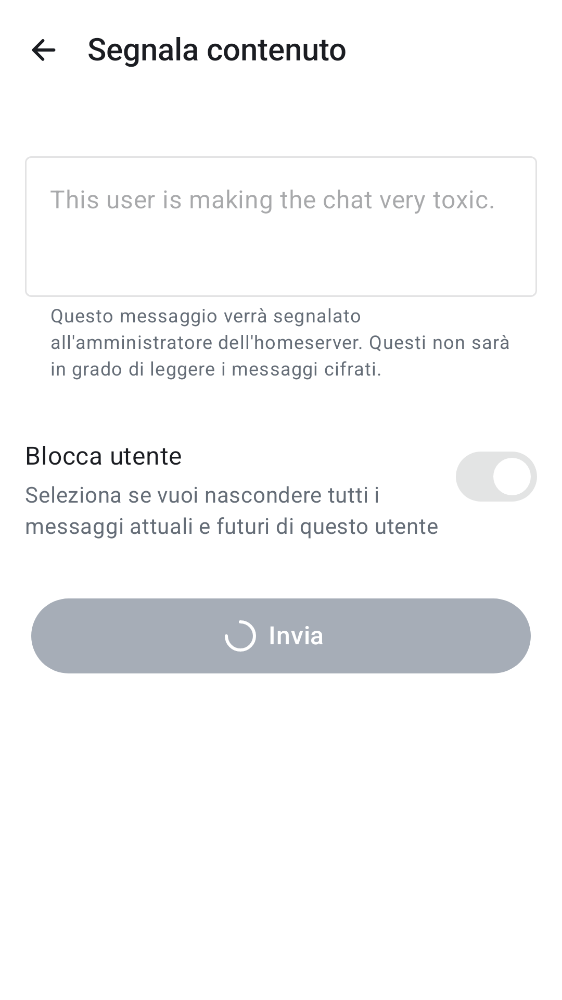 Segnala contenuto
This user is making the chat very toxic.
Questo messaggio verrà segnalato
all'amministratore dell'homeserver. Questi non sarà
in grado di leggere i messaggi cifrati.
Blocca utente
Seleziona se vuoi nascondere tutti i
messaggi attuali e futuri di questo utente
Invia